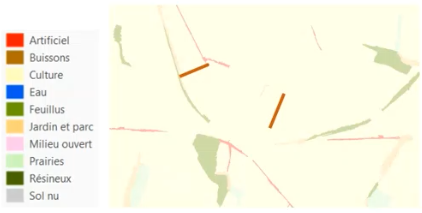 Artificiel
Buissons
Culture
Eau
Feuillus
Jardin et parc
Milieu ouvert
Prairies
Résineux
Sol nu